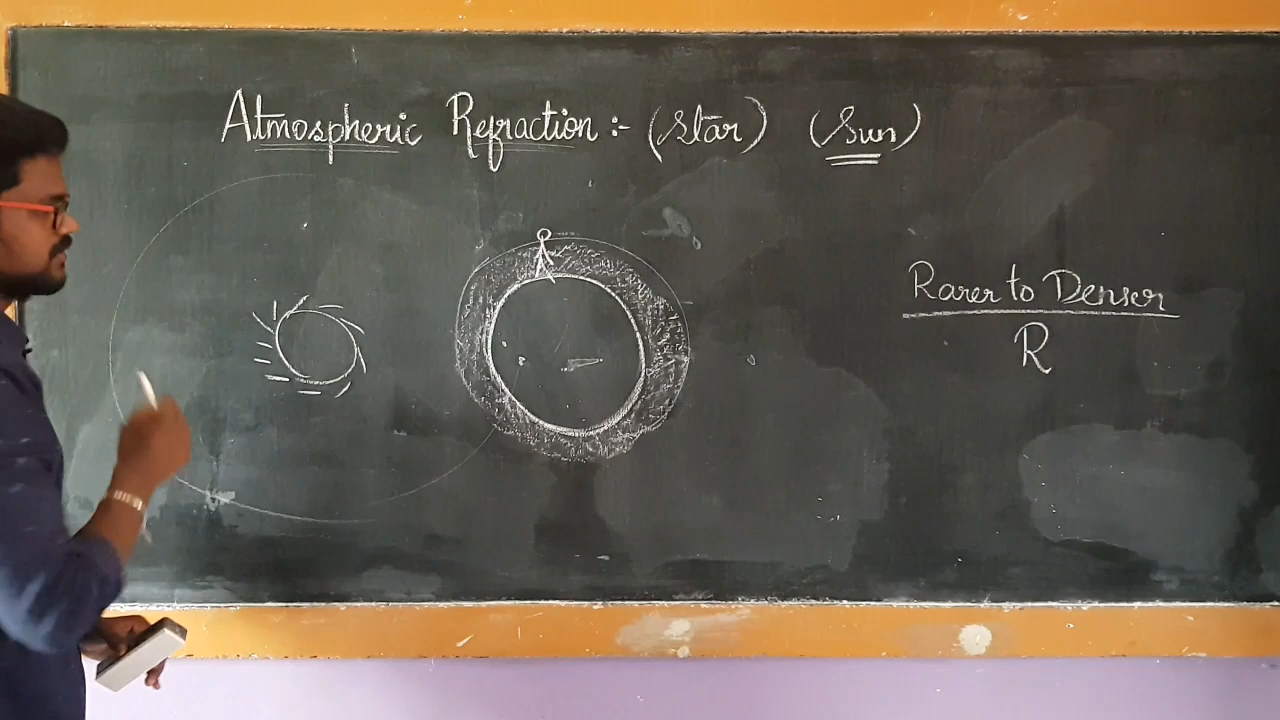 Atmospheric Refraction :- (Star) (Sun)
Rarer to Denser
R